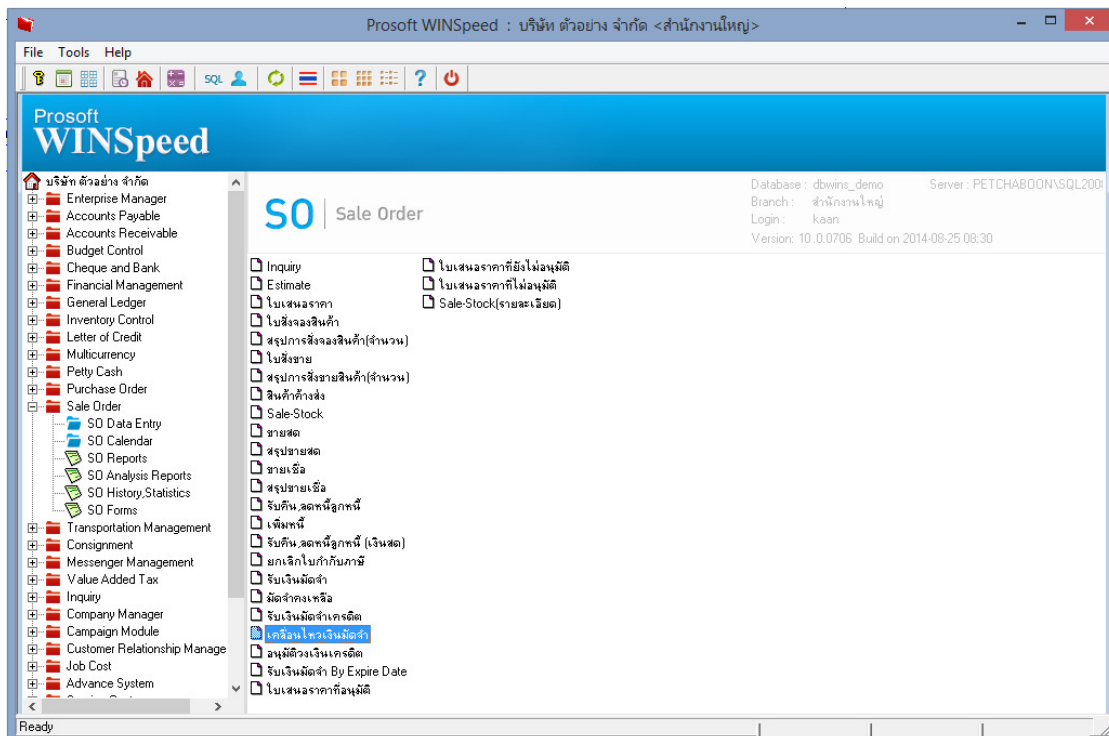 Prosoft WINSpeed : บริษัท ตัวอย่าง จำกัด <สำนักงานใหญ่>
File Tools Help
SQL
Prosoft
WINSpeed
บริษัท ตัวอย่าง จำกัด
Enterprise Manager
Accounts Payable
Accounts Receivable
Budget Control
Cheque and Bank
Financial Management
General Ledger
Inventory Control
Letter of Credit
Multicurrency
Petty Cash
Purchase Order
Sale Order
SO Data Entry
SO Calendar
SO Reports
SO Analysis Reports
SO History,Statistics
SO Forms
Transportation Management
Consignment
Messenger Management
Value Added Tax
Inquiry
Company Manager
Campaign Module
Customer Relationship Manage
Job Cost
Advance System
SO Sale Order
Database : dbwins_demo Server : PETCHABOON\SQL200
Branch : สำนักงานใหญ่
Login : kaan
Version: 10.0.0706 Build on 2014-08-25 08:30
Inquiry
Estimate
ใบเสนอราคา
ใบสั่งจองสินค้า
สรุปการสั่งจองสินค้า(จำนวน)
ใบสั่งขาย
สรุปการสั่งขายสินค้า(จำนวน)
สินค้าค้างส่ง
Sale-Stock
ขายสด
สรุปขายสด
ขายเชื่อ
สรุปขายเชื่อ
รับคืน,ลดหนี้ลูกหนี้
เพิ่มหนี้
รับคืน,ลดหนี้ลูกหนี้ (เงินสด)
ยกเลิกใบกำกับภาษี
รับเงินมัดจำ
มัดจำคงเหลือ
รับเงินมัดจำเครดิต
เคลื่อนไหวเงินมัดจำ
อนุมัติวงเงินเครดิต
รับเงินมัดจำ By Expire Date
ใบเสนอราคาที่อนุมัติ
ใบเสนอราคาที่ยังไม่อนุมัติ
ใบเสนอราคาที่ไม่อนุมัติ
Sale-Stock(รายละเอียด)
Ready